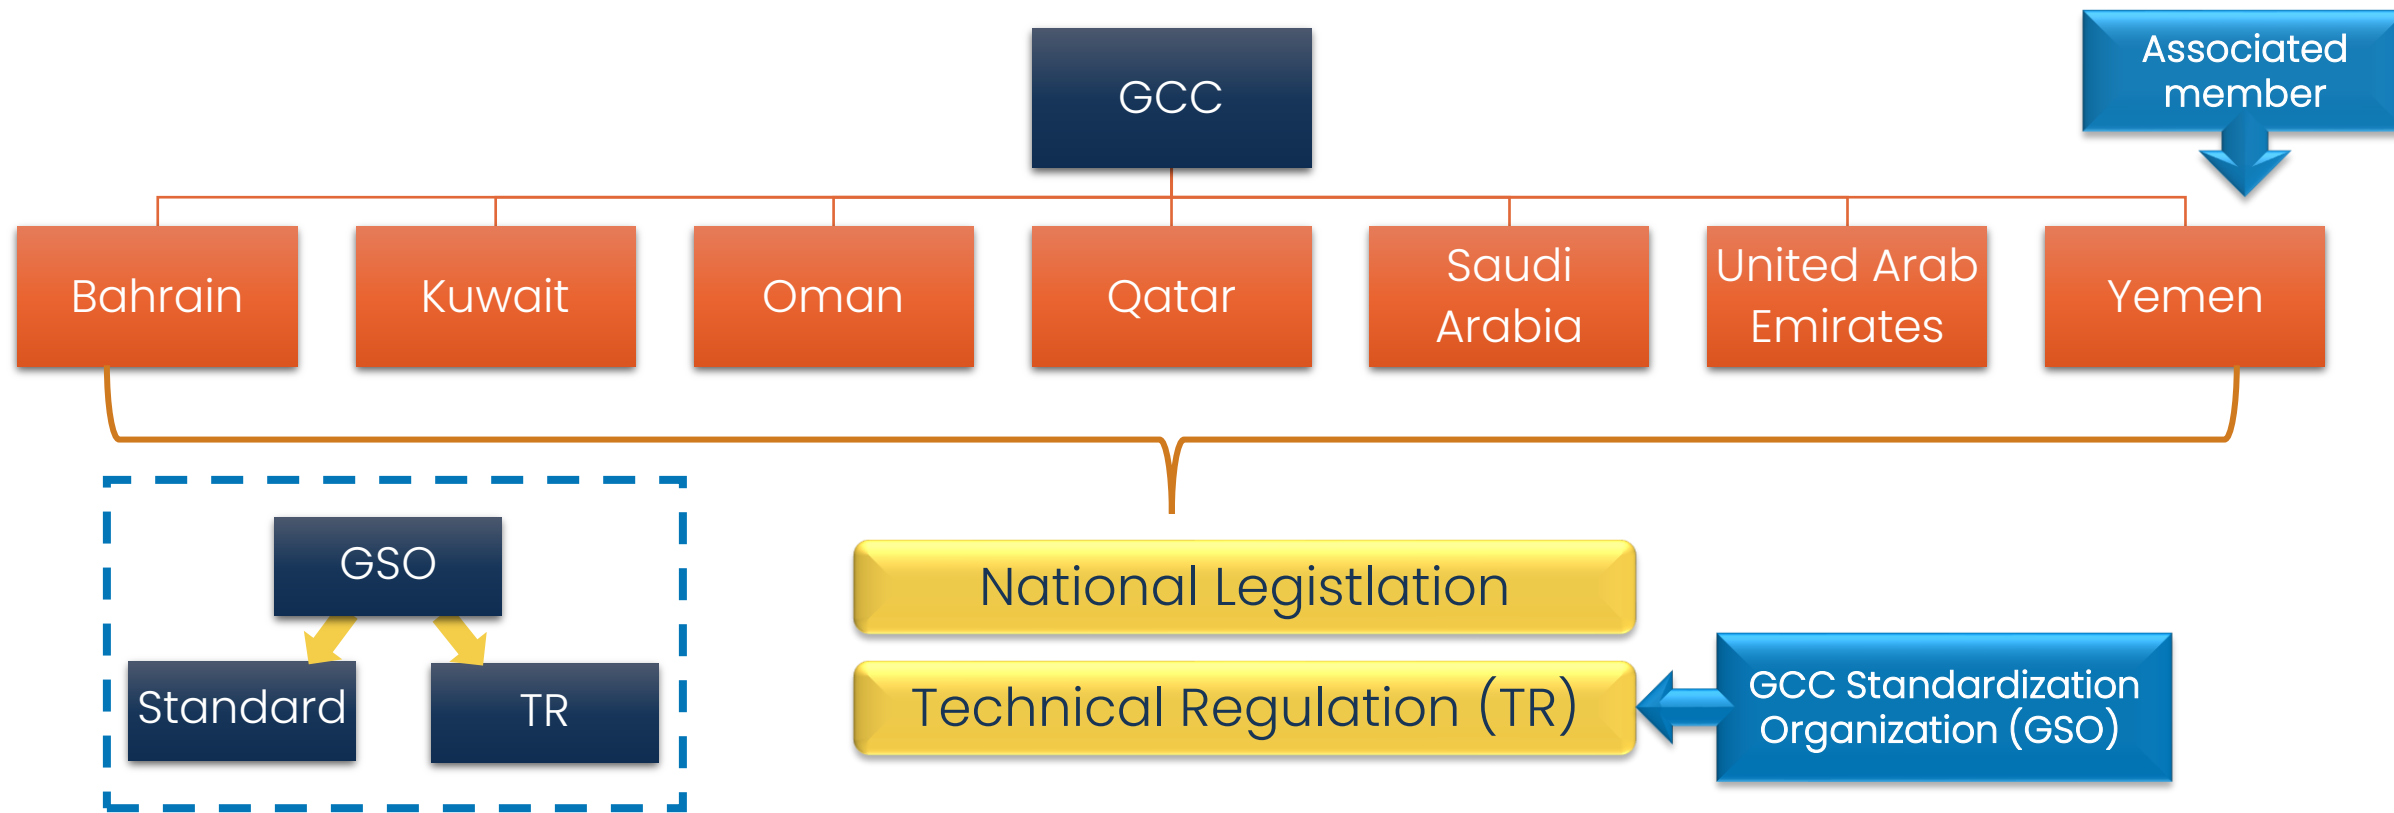 GCC
Associated
member
Bahrain
Kuwait
Oman
Qatar
Saudi
Arabia
United Arab
Emirates
Yemen
GSO
Standard
TR
National Legistlation
Technical Regulation (TR)
GCC Standardization
Organization (GSO)